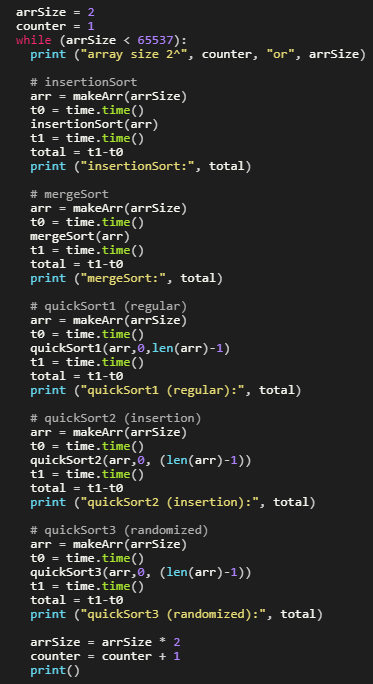 arrSize = 2
counter = 1
while (arrSize < 65537):
  print ("array size 2^", counter, "or", arrSize)

  # insertionSort
  arr = makeArr(arrSize)
  t0 = time.time()
  insertionSort(arr)
  t1 = time.time()
  total = t1-t0
  print ("insertionSort:", total)

  # mergeSort
  arr = makeArr(arrSize)
  t0 = time.time()
  mergeSort(arr)
  t1 = time.time()
  total = t1-t0
  print ("mergeSort:", total)

  # quickSort1 (regular)
  arr = makeArr(arrSize)
  t0 = time.time()
  quickSort1(arr,0,len(arr)-1)
  t1 = time.time()
  total = t1-t0
  print ("quickSort1 (regular):", total)

  # quickSort2 (insertion)
  arr = makeArr(arrSize)
  t0 = time.time()
  quickSort2(arr,0, (len(arr)-1))
  t1 = time.time()
  total = t1-t0
  print ("quickSort2 (insertion):", total)

  # quickSort3 (randomized)
  arr = makeArr(arrSize)
  t0 = time.time()
  quickSort3(arr,0, (len(arr)-1))
  t1 = time.time()
  total = t1-t0
  print ("quickSort3 (randomized):", total)

  arrSize = arrSize * 2
  counter = counter + 1
  print()